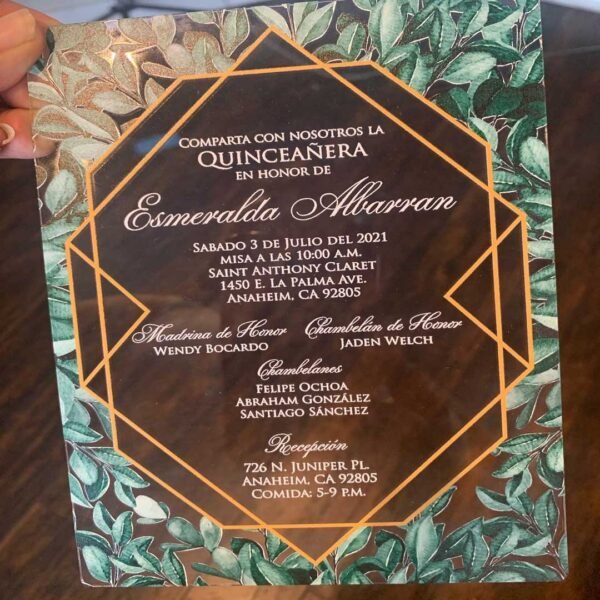 COMPARTA CON NOSOTROS LA
QUINCEAÑERA
EN HONOR DE
Esmeralda Albarran
SABADO 3 DE JULIO DEL 2021
MISA A LAS 10:00 A.M.
SAINT ANTHONY CLARET
1450 E. LA PALMA AVE.
ANAHEIM, CA 92805
Madrina de Honor
WENDY BOCARDO
Chambelán de Honor
JADEN WELCH
Chambelanes
FELIPE OCHOA
ABRAHAM GONZÁLEZ
SANTIAGO SÁNCHEZ
Recepción
726 N. JUNIPER PL.
ANAHEIM, CA 92805
COMIDA: 5-9 P.M.